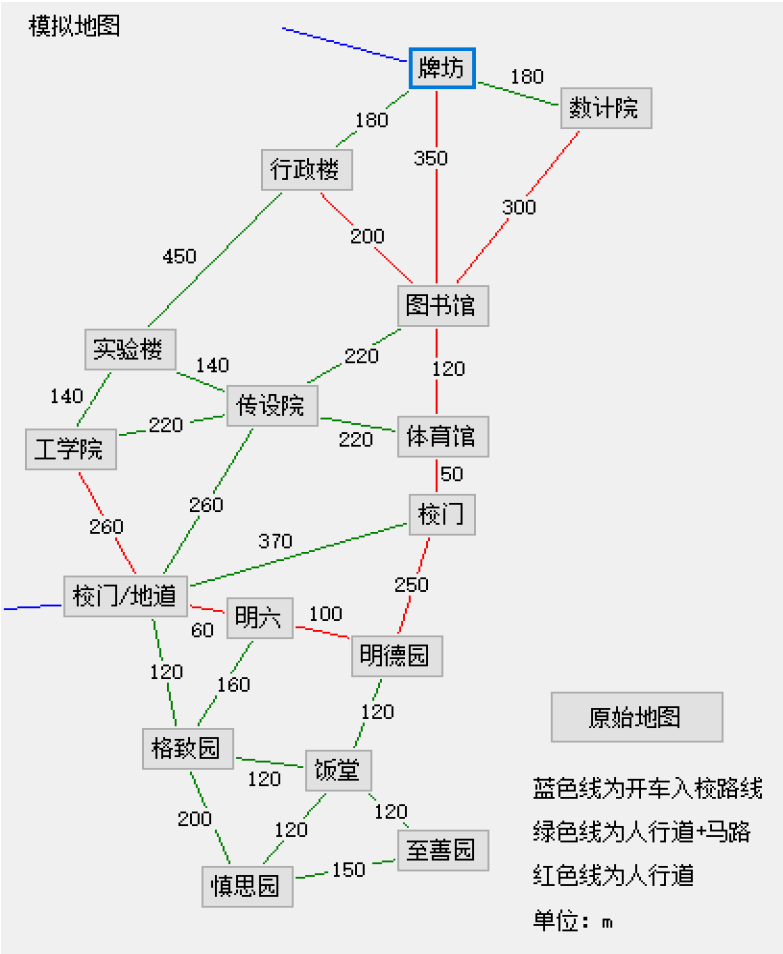 模拟地图
牌坊
180
数计院
180
行政楼
350
300
200
450
图书馆
实验楼
220
120
140
140
传设院
220
220
体育馆
工学院
50
260
260
校门
370
250
校门/地道
明六
100
60
明德园
120
160
120
格致园
饭堂
120
200
120
120
至善园
150
慎思园
原始地图
蓝色线为开车入校路线
绿色线为人行道+马路
红色线为人行道
单位：m